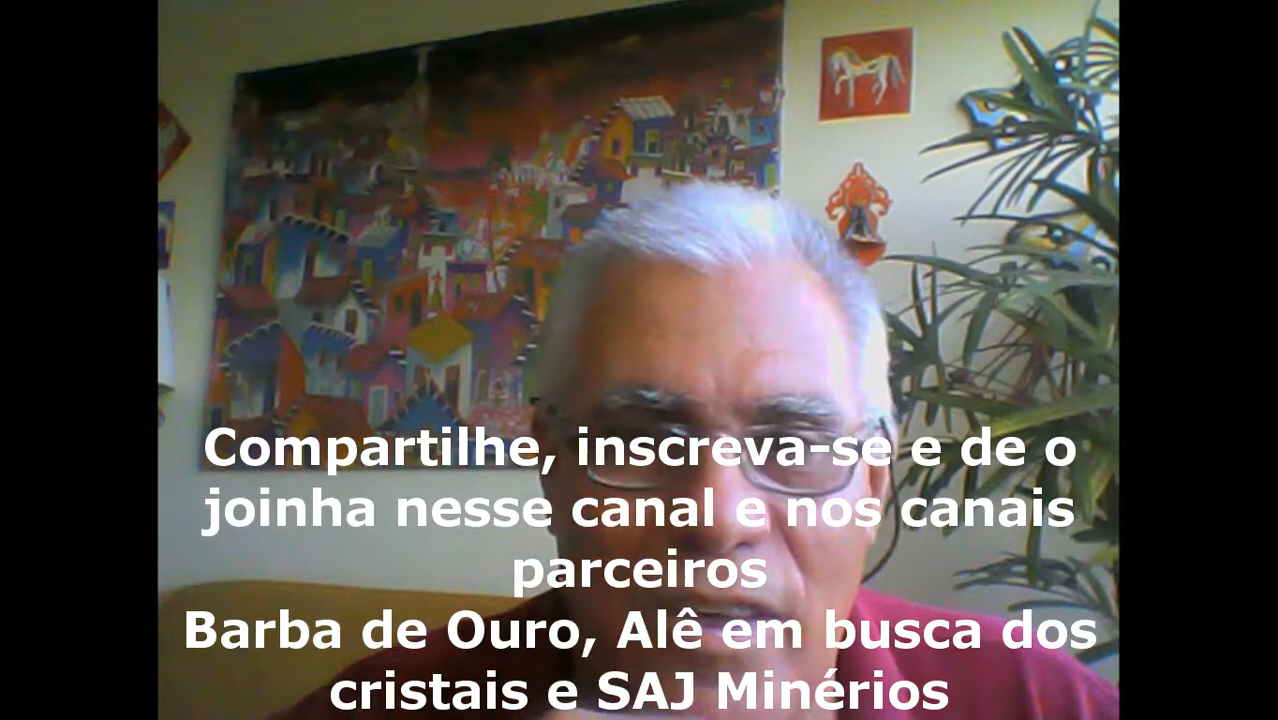 Compartilhe, inscreva-se e de o
joinha nesse canal e nos canais
parceiros
Barba de Ouro, Alê em busca dos
cristais e SAJ Minérios